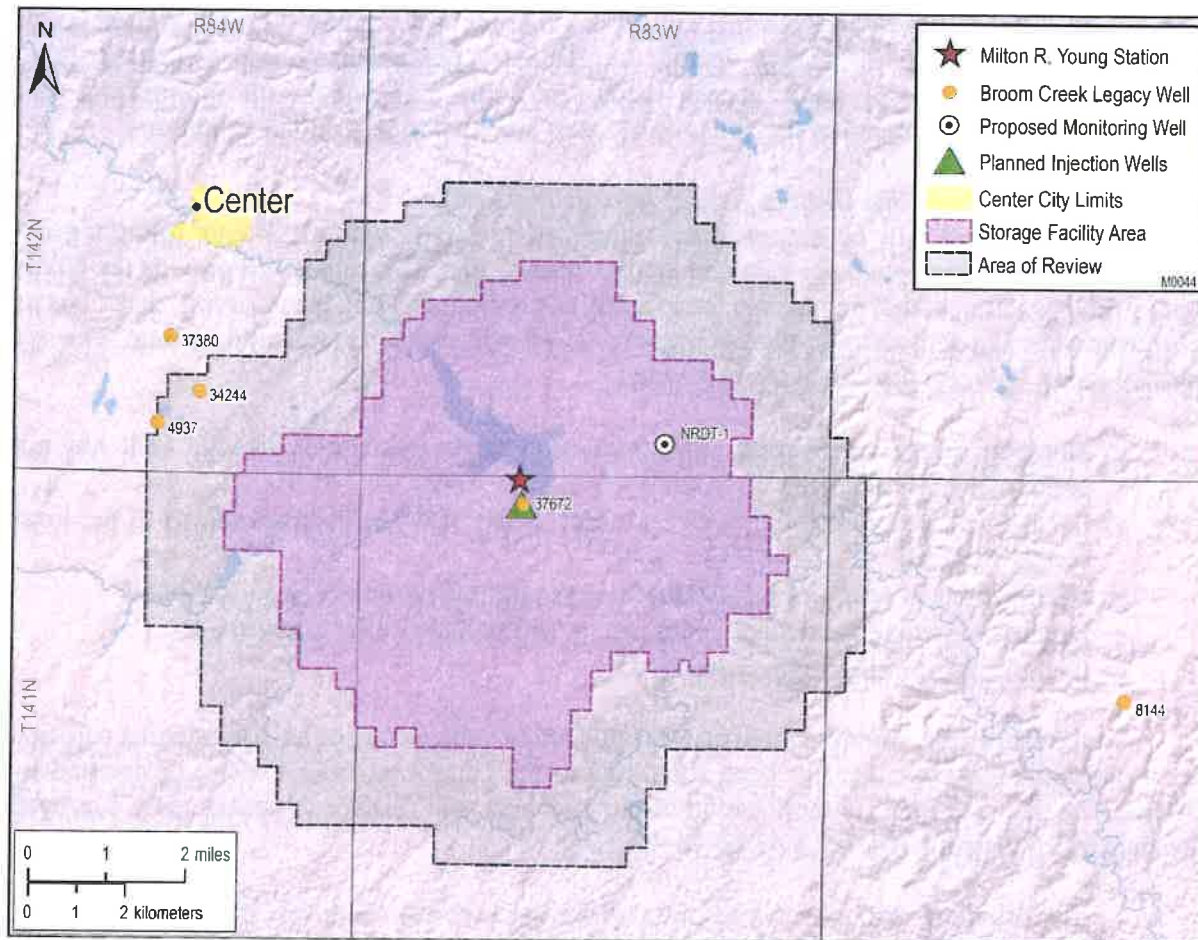 N
R84W
R83W
Milton R. Young Station
Broom Creek Legacy Well
Proposed Monitoring Well
Planned Injection Wells
Center City Limits
Storage Facility Area
Area of Review
M0044
Center
T142N
37380
34244
4937
NRDT-1
37672
T141N
8144
0 1 2 miles
0 1 2 kilometers